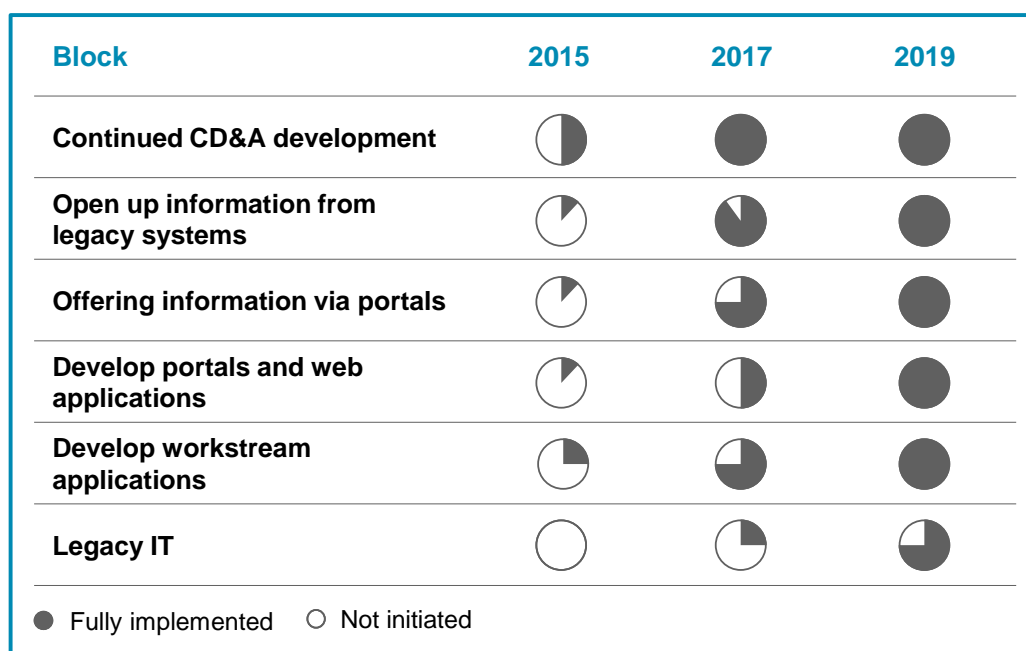 Block 2015 2017 2019
Continued CD&A development
Open up information from
legacy systems
Offering information via portals
Develop portals and web
applications
Develop workstream
applications
Legacy IT
Fully implemented Not initiated